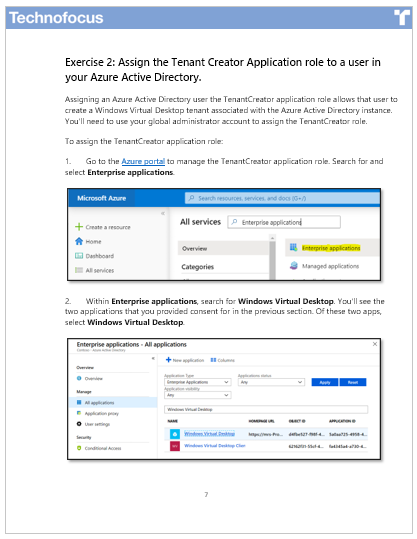 Technofocus
Exercise 2: Assign the Tenant Creator Application role to a user in
your Azure Active Directory.
Assigning an Azure Active Directory user the TenantCreator application role allows that user to
create a Windows Virtual Desktop tenant associated with the Azure Active Directory instance.
You'll need to use your global administrator account to assign the TenantCreator role.
To assign the TenantCreator application role:
1. Go to the Azure portal to manage the TenantCreator application role. Search for and
select Enterprise applications.
Microsoft Azure
Search resources, services, and docs (G+/)
Create a resource
Home
Dashboard
All services
All services
Enterprise applications
Overview
Categories
Enterprise applications
Managed applications
2. Within Enterprise applications, search for Windows Virtual Desktop. You'll see the
two applications that you provided consent for in the previous section. Of these two apps,
select Windows Virtual Desktop.
Enterprise applications - All applications
Overview
Overview
Manage
All applications
Application proxy
User settings
Security
Conditional Access
New application Columns
Application Type Applications status
Enterprise Applications Any Apply Reset
Application visibility
Any
Windows Virtual Desktop
NAME HOMEPAGE URL OBJECT ID APPLICATION ID
Windows Virtual Desktop
Windows Virtual Desktop Clien
7